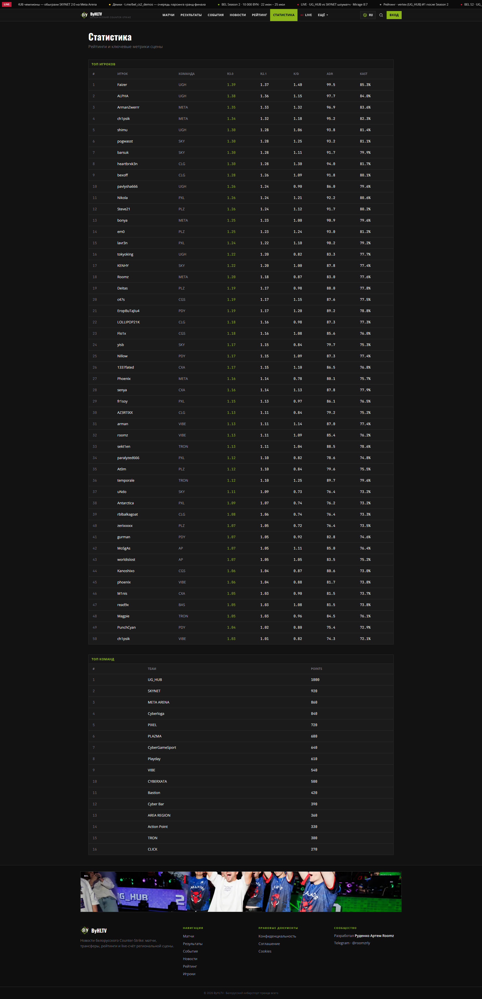 LIVE HUB чемпионы — обыграли SKYNET 2:0 на Meta Arena Демки · t.me/bel_cs2_demos — очередь парсинга гранд-финала BEL Season 2 · 10 000 BYN · 22 июн – 25 июл LIVE · UG_HUB vs SKYNET шоуматч · Mirage 8:7 Рейтинг · vertex (UG_HUB) #1 после Season 2 BEL S2 · UG_
BY ByHLTV
БЕЛОРУССКИЙ COUNTER-STRIKE
МАТЧИ РЕЗУЛЬТАТЫ СОБЫТИЯ НОВОСТИ РЕЙТИНГ СТАТИСТИКА LIVE ЕЩЁ RU ВХОД
Статистика
Рейтинги и ключевые метрики сцены
ТОП ИГРОКОВ
# ИГРОК КОМАНДА R3.0 R2.1 K/D ADR KAST
1 Faizer UGH 1.39 1.37 1.40 99.5 85.3%
2 ALPHA UGH 1.38 1.36 1.15 97.7 84.0%
3 ArmanZwerrr META 1.35 1.33 1.32 96.9 83.6%
4 ch1psik META 1.34 1.32 1.18 95.2 82.3%
5 shimu UGH 1.30 1.28 1.06 93.8 81.4%
6 pogwasst SKY 1.30 1.28 1.25 93.2 81.1%
7 barsuk SKY 1.30 1.28 1.11 91.7 79.9%
8 heartbrxk3n CLG 1.30 1.28 1.30 94.0 81.7%
9 bexoff CLG 1.28 1.26 1.09 91.8 80.1%
10 pavlysha666 UGH 1.26 1.24 0.90 86.0 79.6%
11 Nikola PXL 1.26 1.24 1.21 92.2 80.6%
12 Steve21 PLZ 1.26 1.24 1.12 91.7 80.2%
13 bonya META 1.25 1.23 1.00 90.9 79.6%
14 em0 PLZ 1.25 1.23 1.24 93.0 81.2%
15 lavr3n PXL 1.24 1.22 1.10 90.2 79.2%
16 tokyoking UGH 1.22 1.20 0.82 83.3 77.7%
17 KENHY SKY 1.22 1.20 1.00 87.8 77.4%
18 Roomz META 1.20 1.18 0.87 83.0 77.6%
19 Deitas PLZ 1.19 1.17 0.98 88.0 77.8%
20 c47s CGS 1.19 1.17 1.15 87.6 77.5%
21 EropBuTaJIu4 PDY 1.19 1.17 1.20 89.2 78.8%
22 LOLLIPOP21K CLG 1.18 1.16 0.98 87.3 77.3%
23 Flo1x CGS 1.18 1.16 1.08 85.6 76.0%
24 yisb SKY 1.17 1.15 0.84 79.7 75.3%
25 Nillow PDY 1.17 1.15 1.09 87.3 77.4%
26 1337fated CXA 1.17 1.15 1.10 86.5 76.8%
27 Phoenix META 1.16 1.14 0.78 80.1 75.7%
28 senya CXA 1.16 1.14 1.13 87.8 77.9%
29 fr1soy PXL 1.15 1.13 0.97 86.1 76.5%
30 AZ3RTIXX CLG 1.13 1.11 0.84 79.2 75.2%
31 arman VIBE 1.13 1.11 1.14 87.0 77.4%
32 roomz VIBE 1.13 1.11 1.09 85.4 76.2%
33 sekt1en TRON 1.13 1.11 1.04 88.5 78.6%
34 paralyzed666 PXL 1.12 1.10 0.82 78.6 74.8%
35 At0m PLZ 1.12 1.10 0.84 79.6 75.5%
36 temporale TRON 1.12 1.10 1.25 89.7 79.6%
37 uNdo SKY 1.11 1.09 0.73 76.4 73.2%
38 Antarctica PXL 1.09 1.07 0.74 76.2 73.2%
39 rblbalkagoat CLG 1.08 1.06 0.74 76.4 73.3%
40 zerixxxxx PLZ 1.07 1.05 0.72 76.4 73.5%
41 gurman PDY 1.07 1.05 0.92 82.8 74.6%
42 MoSgAs AP 1.07 1.05 1.11 85.0 76.4%
43 worldislost AP 1.07 1.05 1.05 83.5 75.2%
44 Kanoshixo CGS 1.06 1.04 0.87 80.6 73.0%
45 phoenix VIBE 1.06 1.04 0.88 81.7 73.8%
46 M1nis CXA 1.05 1.03 0.90 81.5 73.7%
47 read9x BAS 1.05 1.03 1.08 81.5 73.8%
48 Magpie TRON 1.05 1.03 0.96 84.5 76.1%
49 PunchCyan PDY 1.04 1.02 0.80 75.4 72.9%
50 ch1psik VIBE 1.03 1.01 0.82 74.3 72.1%
ТОП КОМАНД
# TEAM POINTS
1 UG_HUB 1000
2 SKYNET 920
3 META ARENA 860
4 Cyberloga 840
5 PIXEL 720
6 PLAZMA 680
7 CyberGameSport 640
8 Playday 610
9 VIBE 540
10 CYBERXATA 500
11 Bastion 420
12 Cyber Bar 390
13 AREA REGION 360
14 Action Point 330
15 TRON 300
16 CLICK 270
BEL
G_HUB 2
BY ByHLTV
Новости белорусского Counter-Strike: матчи,
трансферы, рейтинги и live-счёт региональной сцены.
НАВИГАЦИЯ
Матчи
Результаты
События
Новости
Рейтинг
Игроки
ПРАВОВЫЕ ДОКУМЕНТЫ
Конфиденциальность
Соглашение
Cookies
СООБЩЕСТВО
Разработал Руденко Артем Roomz
Telegram · @roomzrly
© 2026 ByHLTV · Белорусский киберспорт прежде всего